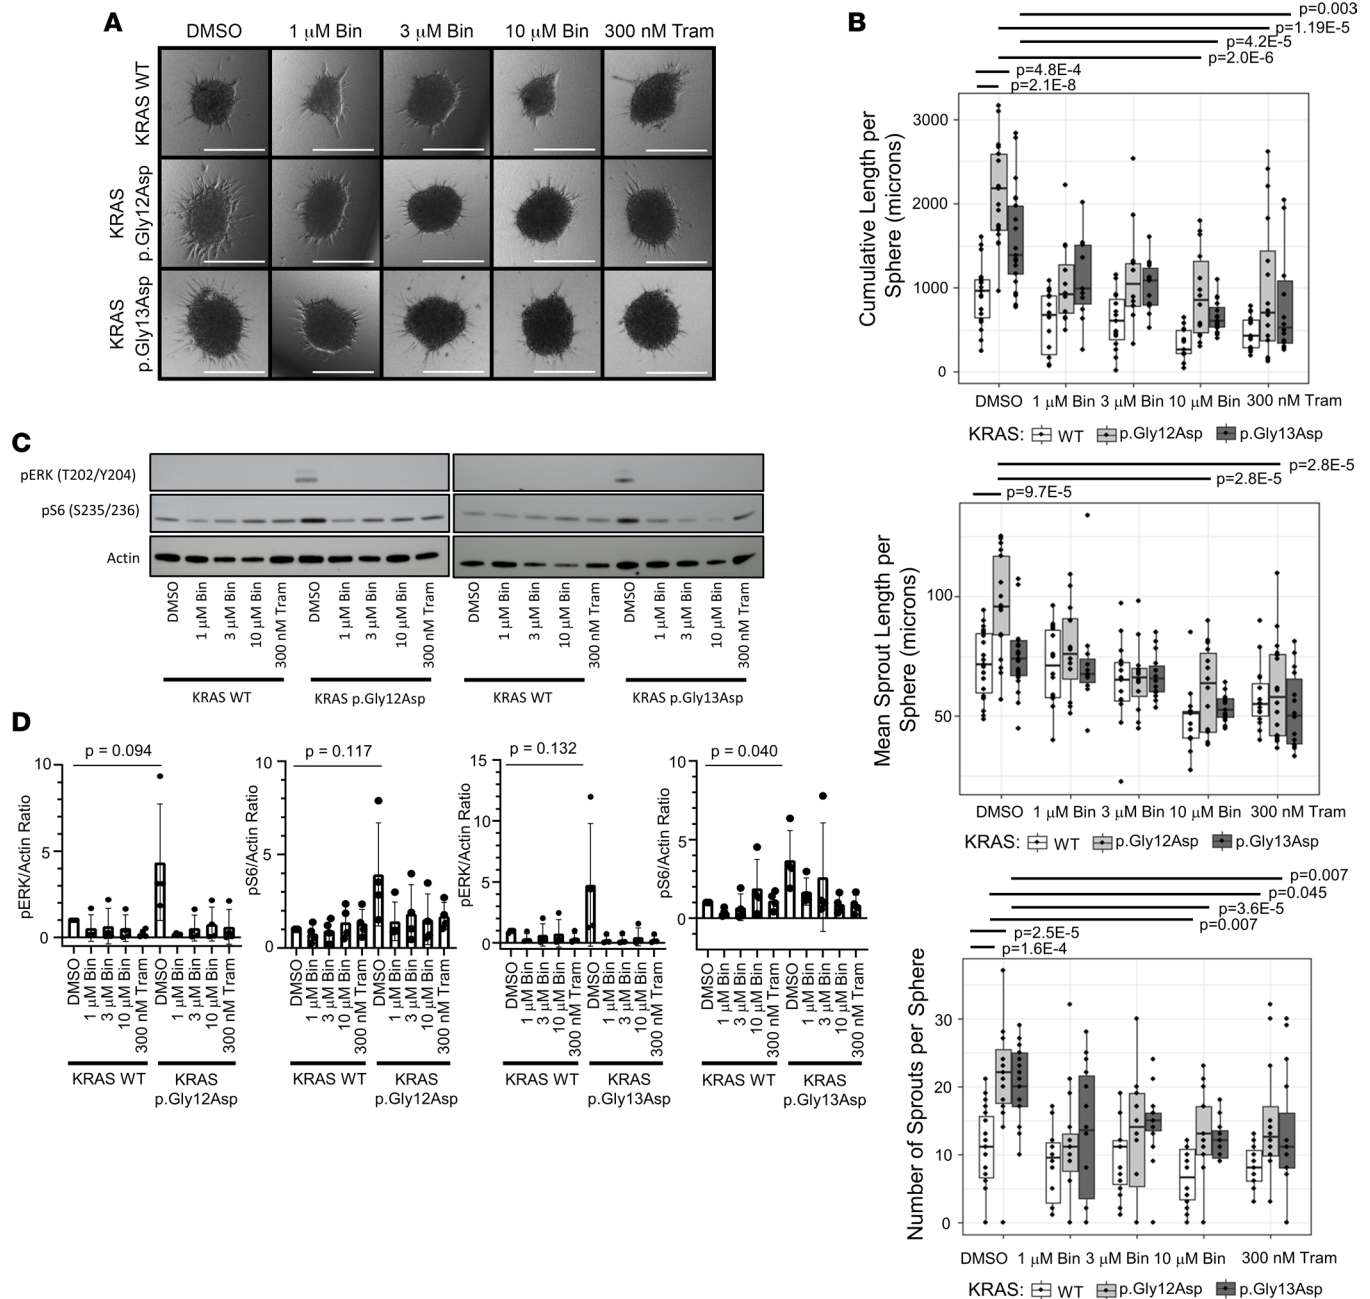 A
DMSO 1 µM Bin 3 µM Bin 10 µM Bin 300 nM Tram
KRAS WT
KRAS
p.Gly12Asp
KRAS
p.Gly13Asp
B
p=0.003
p=1.19E-5
p=4.2E-5
p=2.0E-6
p=4.8E-4
p=2.1E-8
Cumulative Length per
Sphere (microns)
3000
2000
1000
0
DMSO 1 µM Bin 3 µM Bin 10 µM Bin 300 nM Tram
KRAS: WT p.Gly12Asp p.Gly13Asp
p=2.8E-5
p=2.8E-5
p=9.7E-5
Mean Sprout Length per
Sphere (microns)
100
50
DMSO 1 µM Bin 3 µM Bin 10 µM Bin 300 nM Tram
KRAS: WT p.Gly12Asp p.Gly13Asp
p=0.007
p=0.045
p=3.6E-5
p=0.007
p=2.5E-5
p=1.6E-4
Number of Sprouts per Sphere
30
20
10
0
DMSO 1 µM Bin 3 µM Bin 10 µM Bin 300 nM Tram
KRAS: WT p.Gly12Asp p.Gly13Asp
C
pERK (T202/Y204)
pS6 (S235/236)
Actin
DMSO 1 µM Bin 3 µM Bin 10 µM Bin 300 nM Tram DMSO 1 µM Bin 3 µM Bin 10 µM Bin 300 nM Tram
KRAS WT KRAS p.Gly12Asp
DMSO 1 µM Bin 3 µM Bin 10 µM Bin 300 nM Tram DMSO 1 µM Bin 3 µM Bin 10 µM Bin 300 nM Tram
KRAS WT KRAS p.Gly13Asp
D
p = 0.094
pERK/Actin Ratio
10
5
0
DMSO 1 µM Bin 3 µM Bin 10 µM Bin 300 nM Tram DMSO 1 µM Bin 3 µM Bin 10 µM Bin 300 nM Tram
KRAS WT KRAS
p.Gly12Asp
p = 0.117
pS6/Actin Ratio
10
5
0
DMSO 1 µM Bin 3 µM Bin 10 µM Bin 300 nM Tram DMSO 1 µM Bin 3 µM Bin 10 µM Bin 300 nM Tram
KRAS WT KRAS
p.Gly12Asp
p = 0.132
pERK/Actin Ratio
15
10
5
0
DMSO 1 µM Bin 3 µM Bin 10 µM Bin 300 nM Tram DMSO 1 µM Bin 3 µM Bin 10 µM Bin 300 nM Tram
KRAS WT KRAS
p.Gly13Asp
p = 0.040
pS6/Actin Ratio
10
5
0
DMSO 1 µM Bin 3 µM Bin 10 µM Bin 300 nM Tram DMSO 1 µM Bin 3 µM Bin 10 µM Bin 300 nM Tram
KRAS WT KRAS
p.Gly13Asp